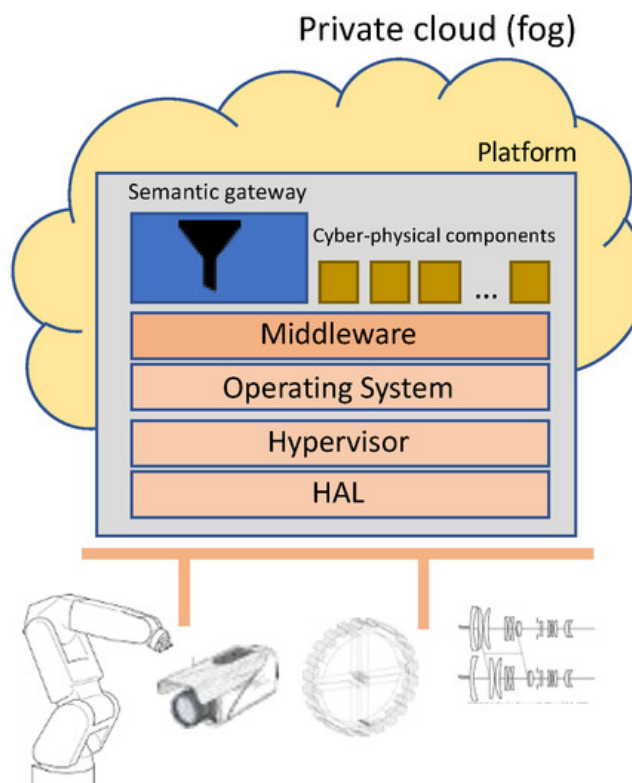 Private cloud (fog)
Platform
Semantic gateway
Cyber-physical components
...
Middleware
Operating System
Hypervisor
HAL